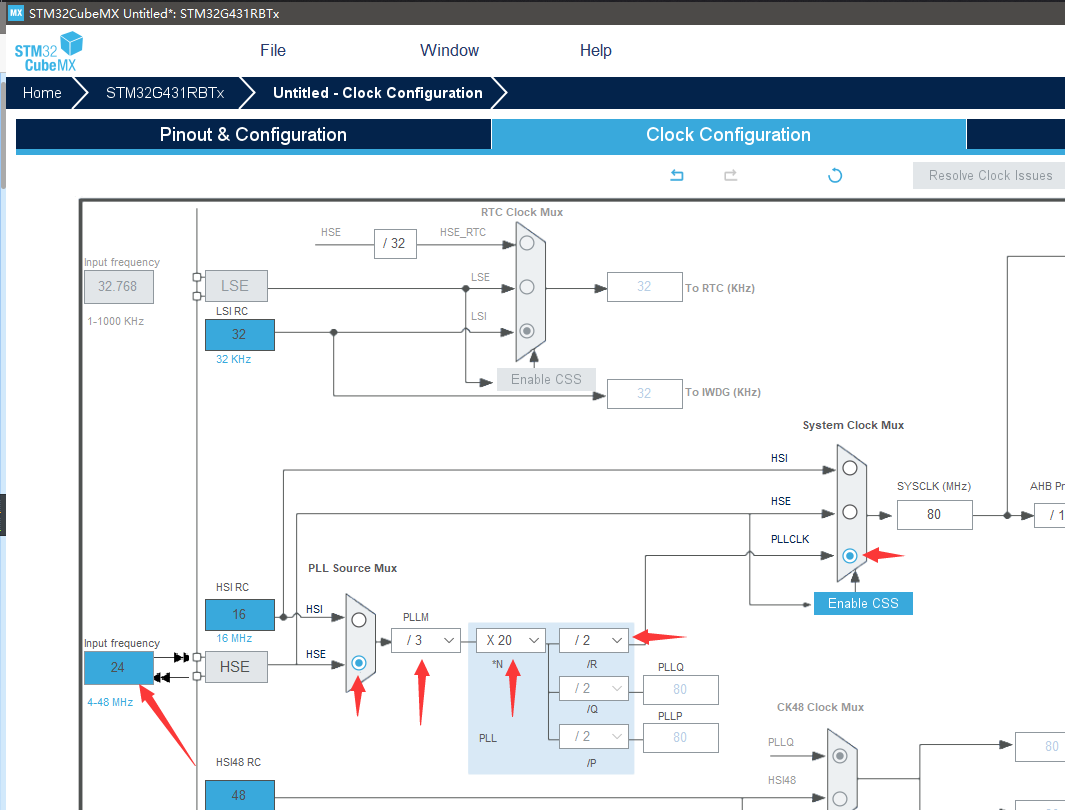 MX STM32CubeMX Untitled*: STM32G431RBTx
STM32
CubeMX
File Window Help
Home STM32G431RBTx Untitled - Clock Configuration
Pinout & Configuration Clock Configuration
Resolve Clock Issues
RTC Clock Mux
HSE / 32 HSE_RTC
Input frequency
32.768
1-1000 KHz
LSE
LSE
32 To RTC (KHz)
LSI RC
LSI
32
32 KHz
Enable CSS
32 To IWDG (KHz)
System Clock Mux
HSI
SYSCLK (MHz) AHB Pr
HSE
80 / 1
PLLCLK
PLL Source Mux
HSI RC
16
16 MHz
HSI
PLLM
Enable CSS
Input frequency
24
4-48 MHz
HSE
HSE
/ 3
X 20
*N
/ 2
/R
PLLQ
/ 2
80
/Q
PLLP
/ 2
80
/P
PLL
CK48 Clock Mux
PLLQ
80
HSI48
HSI48 RC
48